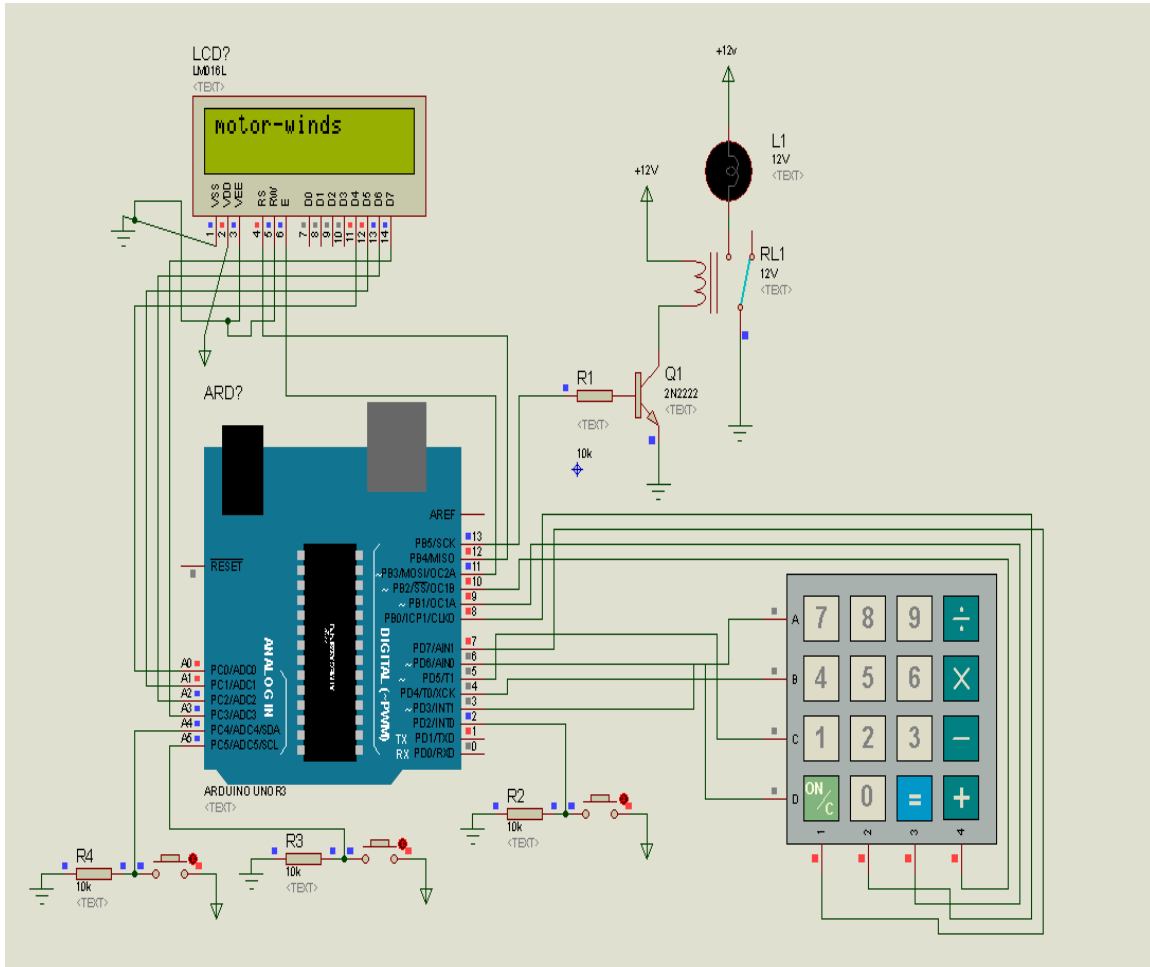 LCD?
LM016L
<TEXT>
motor-winds
VSS
VDD
VEE
RS
RW
E
D0
D1
D2
D3
D4
D5
D6
D7
1
2
3
4
5
6
7
8
9
10
11
12
13
14
+12v
L1
12V
<TEXT>
+12V
RL1
12V
<TEXT>
R1
<TEXT>
10k
Q1
2N2222
<TEXT>
ARD?
AREF
RESET
PB5/SCK
PB4/MISO
~PB3/MOSI/OC2A
~ PB2/SS/OC1B
~ PB1/OC1A
PB0/ICP1/CLKO
13
12
11
10
9
8
PD7/AIN1
~ PD6/AIN0
~ PD5/T1
PD4/T0/XCK
~ PD3/INT1
PD2/INT0
TX PD1/TXD
RX PD0/RXD
7
6
5
4
3
2
1
0
DIGITAL (~PWM)
ANALOG IN
A0
A1
A2
A3
A4
A5
PC0/ADC0
PC1/ADC1
PC2/ADC2
PC3/ADC3
PC4/ADC4/SDA
PC5/ADC5/SCL
ARDUINO UNO R3
<TEXT>
A
B
C
D
7 8 9 ÷
4 5 6 ×
1 2 3 −
ON/C 0 = +
1 2 3 4
R2
10k
<TEXT>
R3
10k
<TEXT>
R4
10k
<TEXT>